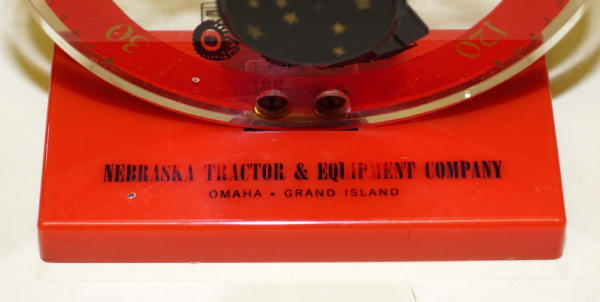 30 120
NEBRASKA TRACTOR & EQUIPMENT COMPANY
OMAHA • GRAND ISLAND